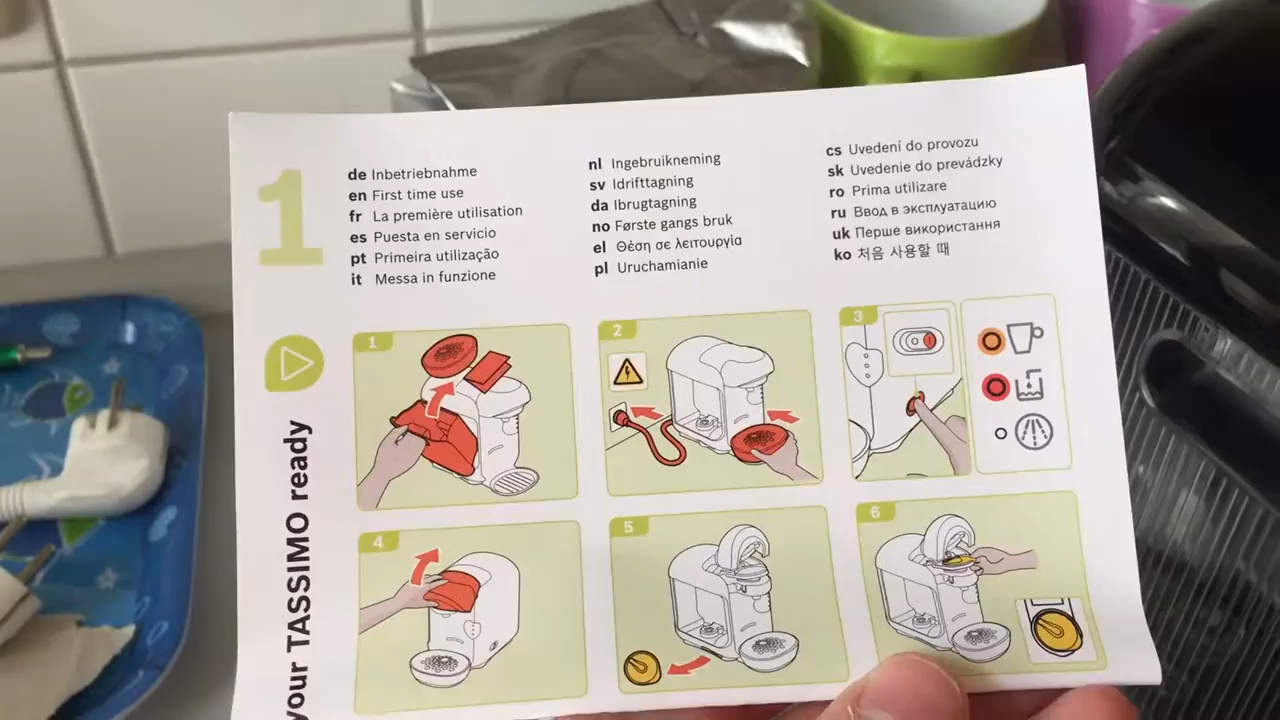 1
de Inbetriebnahme
en First time use
fr La première utilisation
es Puesta en servicio
pt Primeira utilização
it Messa in funzione
nl Ingebruikneming
sv Idrifttagning
da Ibrugtagning
no Første gangs bruk
el Θέση σε λειτουργία
pl Uruchamianie
cs Uvedení do provozu
sk Uvedenie do prevádzky
ro Prima utilizare
ru Ввод в эксплуатацию
uk Перше використання
ko 처음 사용할 때
your TASSIMO ready
1
2
3
4
5
6